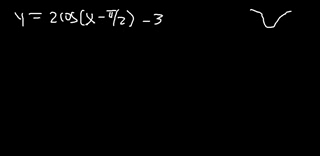 y = 2cos(x - π/2) - 3